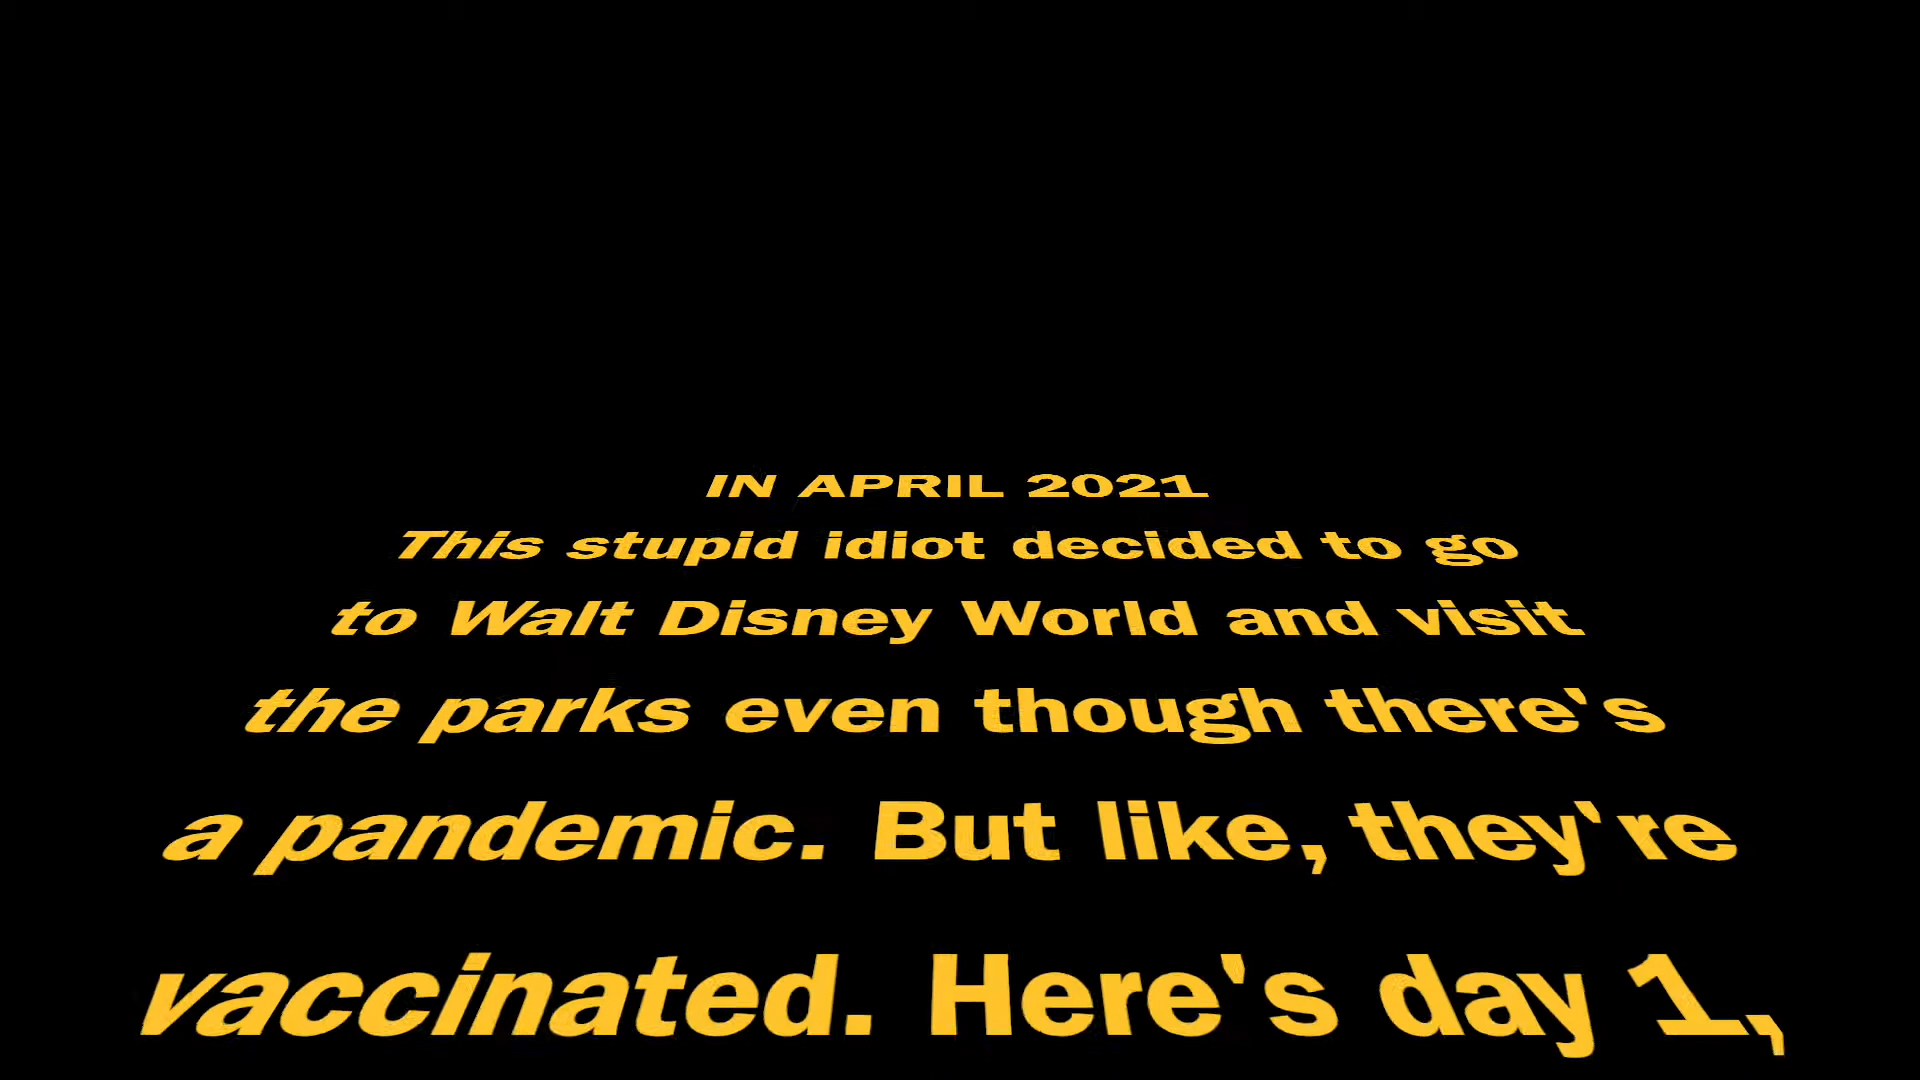 IN APRIL 2021
This stupid idiot decided to go
to Walt Disney World and visit
the parks even though there's
a pandemic. But like, they're
vaccinated. Here's day 1,